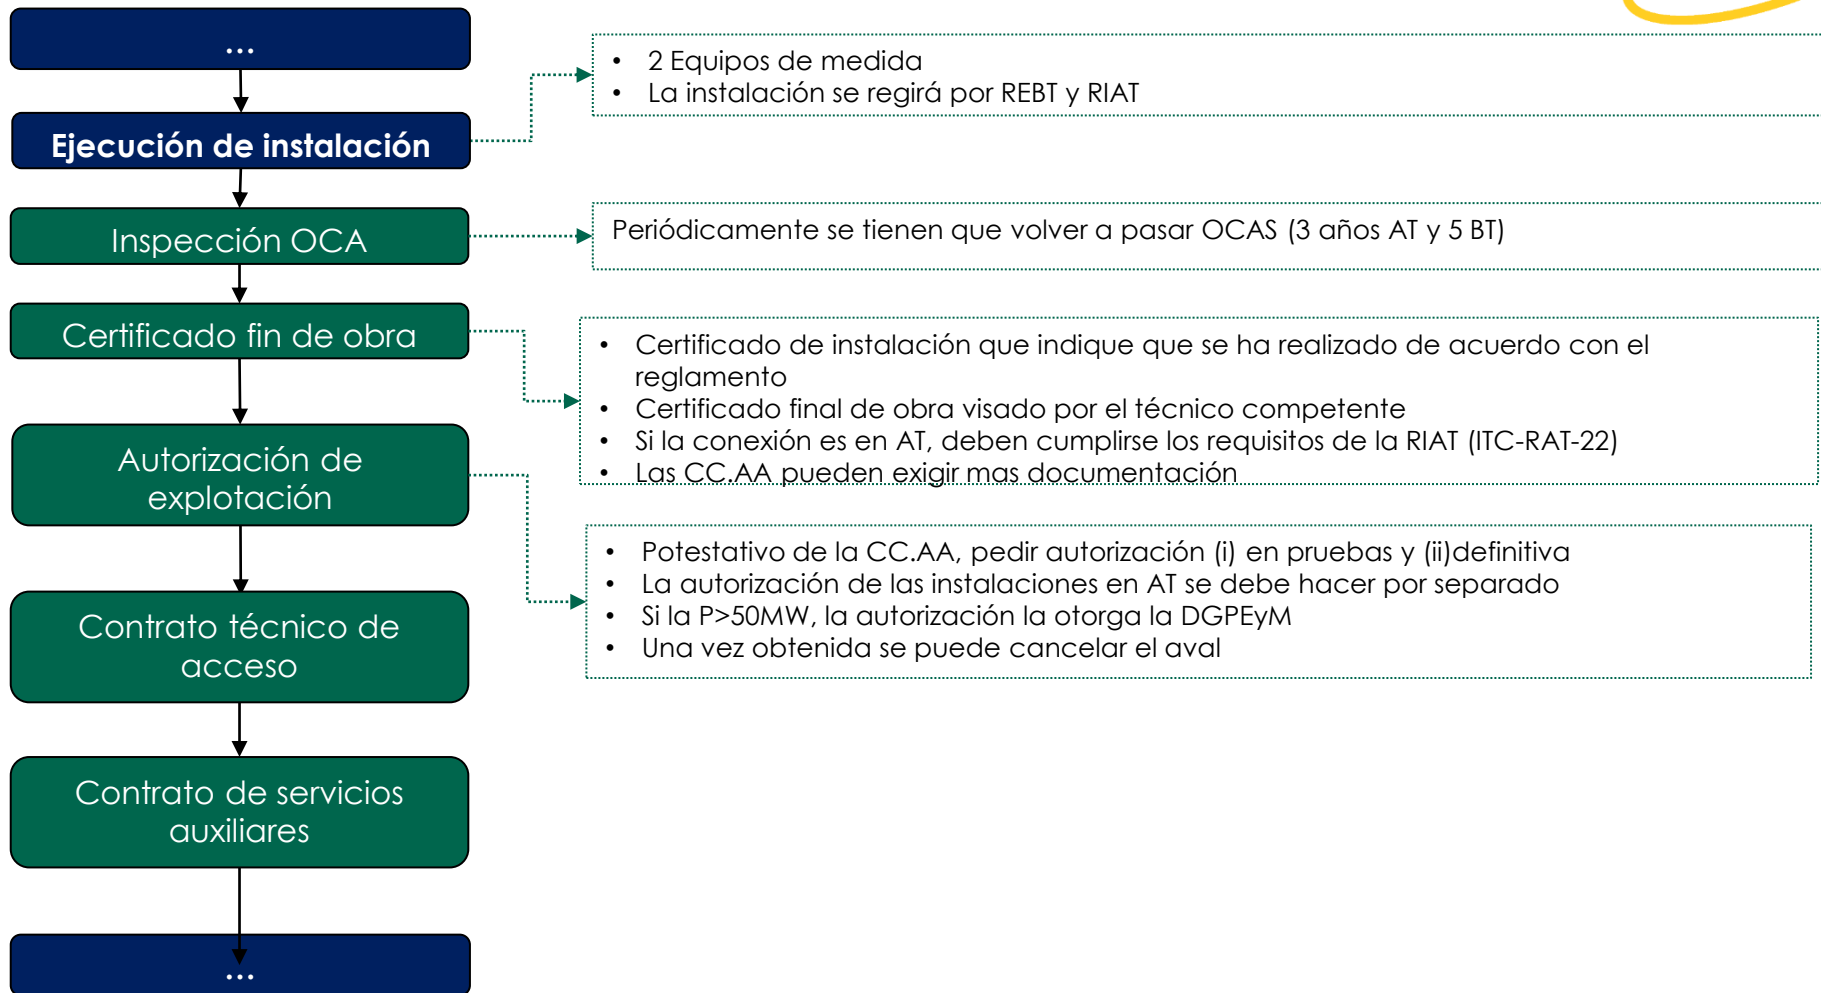 ...
Ejecución de instalación
• 2 Equipos de medida
• La instalación se regirá por REBT y RIAT
Inspección OCA
Periódicamente se tienen que volver a pasar OCAS (3 años AT y 5 BT)
Certificado fin de obra
• Certificado de instalación que indique que se ha realizado de acuerdo con el
reglamento
• Certificado final de obra visado por el técnico competente
• Si la conexión es en AT, deben cumplirse los requisitos de la RIAT (ITC-RAT-22)
• Las CC.AA pueden exigir mas documentación
Autorización de
explotación
• Potestativo de la CC.AA, pedir autorización (i) en pruebas y (ii)definitiva
• La autorización de las instalaciones en AT se debe hacer por separado
• Si la P>50MW, la autorización la otorga la DGPEyM
• Una vez obtenida se puede cancelar el aval
Contrato técnico de
acceso
Contrato de servicios
auxiliares
...